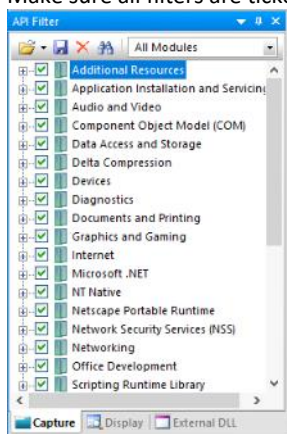 Make sure all filters are ticke
API Filter
All Modules
Additional Resources
Application Installation and Servicing
Audio and Video
Component Object Model (COM)
Data Access and Storage
Delta Compression
Devices
Diagnostics
Documents and Printing
Graphics and Gaming
Internet
Microsoft .NET
NT Native
Netscape Portable Runtime
Network Security Services (NSS)
Networking
Office Development
Scripting Runtime Library
Capture Display External DLL